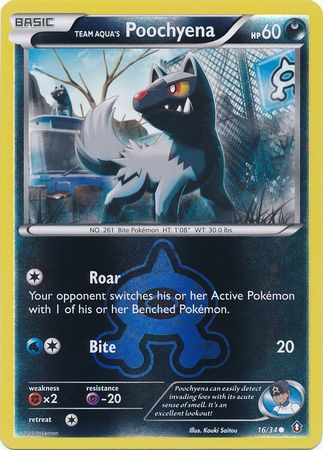 BASIC
TEAM AQUA'S Poochyena HP60
NO. 261 Bite Pokémon HT: 1'08" WT: 30.0 lbs.
Roar
Your opponent switches his or her Active Pokémon
with 1 of his or her Benched Pokémon.
Bite 20
weakness resistance
×2 -20
retreat
Poochyena can easily detect
invading foes with its acute
sense of smell. It's an
excellent lookout!
©2015 Pokémon
Illus. Kouki Saitou 16/34